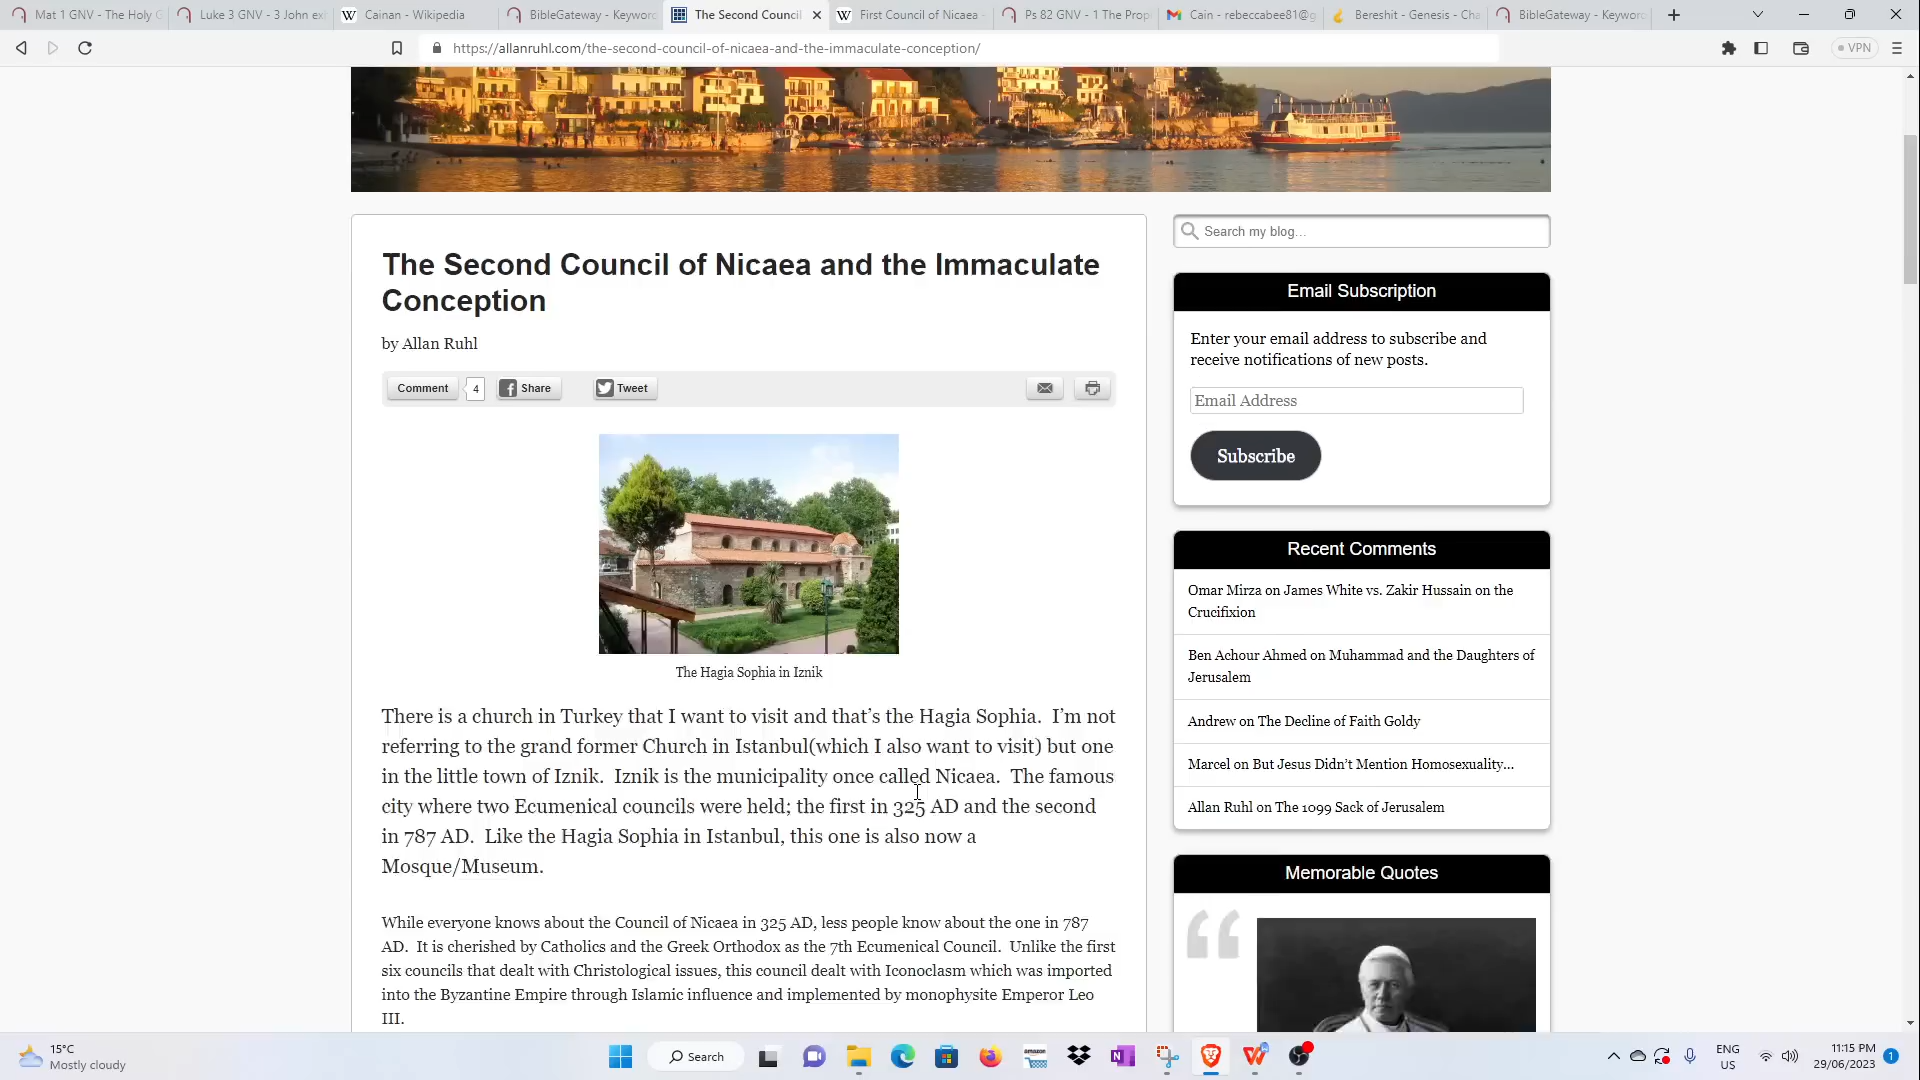 Mat 1 GNV - The Holy G
Luke 3 GNV - 3 John ex
Cainan - Wikipedia
BibleGateway - Keyword
The Second Council
First Council of Nicaea -
Ps 82 GNV - 1 The Prop
Cain - rebeccabee81@g
Bereshit - Genesis - Cha
BibleGateway - Keyword
https://allanruhl.com/the-second-council-of-nicaea-and-the-immaculate-conception/
VPN
The Second Council of Nicaea and the Immaculate
Conception
by Allan Ruhl
Comment 4 Share Tweet
The Hagia Sophia in Iznik
There is a church in Turkey that I want to visit and that’s the Hagia Sophia.  I’m not
referring to the grand former Church in Istanbul(which I also want to visit) but one
in the little town of Iznik.  Iznik is the municipality once called Nicaea.  The famous
city where two Ecumenical councils were held; the first in 325 AD and the second
in 787 AD.  Like the Hagia Sophia in Istanbul, this one is also now a
Mosque/Museum.
While everyone knows about the Council of Nicaea in 325 AD, less people know about the one in 787
AD.  It is cherished by Catholics and the Greek Orthodox as the 7th Ecumenical Council.  Unlike the first
six councils that dealt with Christological issues, this council dealt with Iconoclasm which was imported
into the Byzantine Empire through Islamic influence and implemented by monophysite Emperor Leo
III.
Search my blog...
Email Subscription
Enter your email address to subscribe and
receive notifications of new posts.
Email Address
Subscribe
Recent Comments
Omar Mirza on James White vs. Zakir Hussain on the
Crucifixion
Ben Achour Ahmed on Muhammad and the Daughters of
Jerusalem
Andrew on The Decline of Faith Goldy
Marcel on But Jesus Didn’t Mention Homosexuality...
Allan Ruhl on The 1099 Sack of Jerusalem
Memorable Quotes
15°C
Mostly cloudy
Search
amazon
ENG
US
11:15 PM
29/06/2023
1